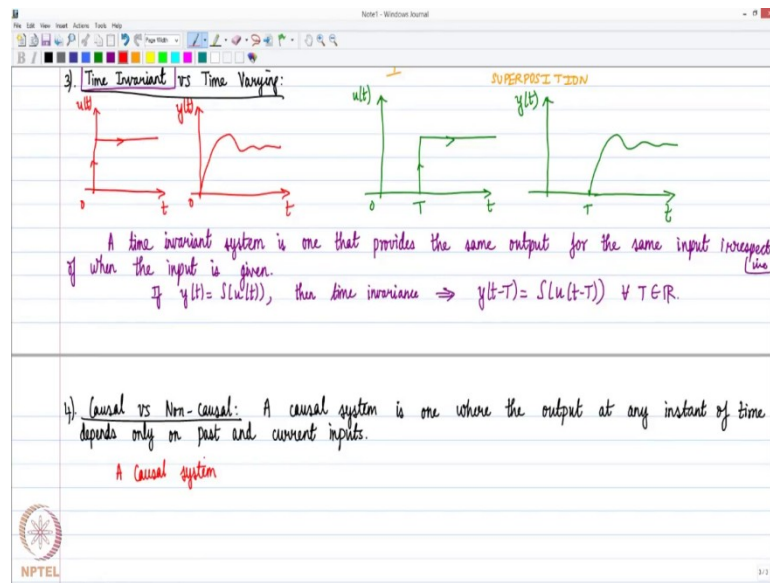 Note1 - Windows Journal
File Edit View Insert Actions Tools Help
Page Width
B I
3). Time Invariant vs Time Varying:
SUPERPOSITION
u(t) y(t) u(t) y(t)
0 t 0 t 0 T t T t
A time invariant system is one that provides the same output for the same input irrespect
of when the input is given.
If y(t) = S(u(t)), then time invariance ⇒ y(t-T) = S(u(t-T)) ∀ T∈ℝ.
4). Causal vs Non-Causal: A causal system is one where the output at any instant of time
depends only on past and current inputs.
A Causal system
NPTEL